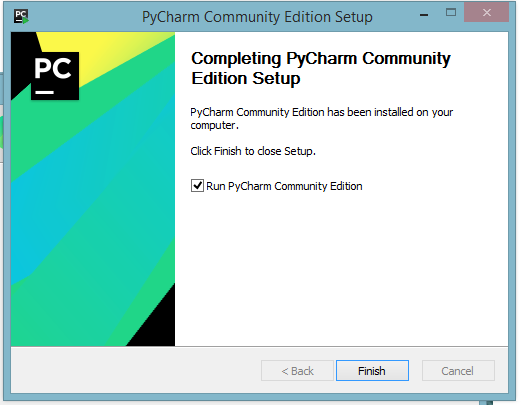 PyCharm Community Edition Setup
PC
Completing PyCharm Community
Edition Setup
PyCharm Community Edition has been installed on your
computer.
Click Finish to close Setup.
Run PyCharm Community Edition
< Back
Finish
Cancel